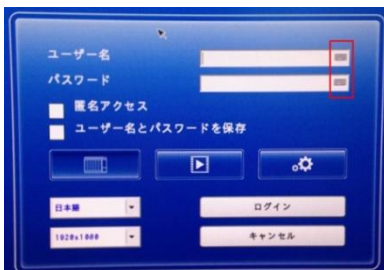 ユーザー名
パスワード
匿名アクセス
ユーザー名とパスワードを保存
日本語
ログイン
1920x1080
キャンセル